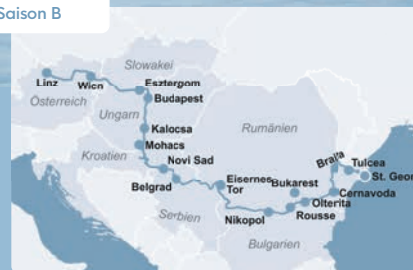 Saison B
Slowakei
Linz
Wien
Esztergom
Österreich
Budapest
Ungarn
Kalocsa
Rumänien
Mohacs
Kroatien
Novi Sad
Braila
Tulcea
Eisernes
Tor
Bukarest
St. Geor
Belgrad
Cernavoda
Olterita
Serbien
Nikopol
Rousse
Bulgarien